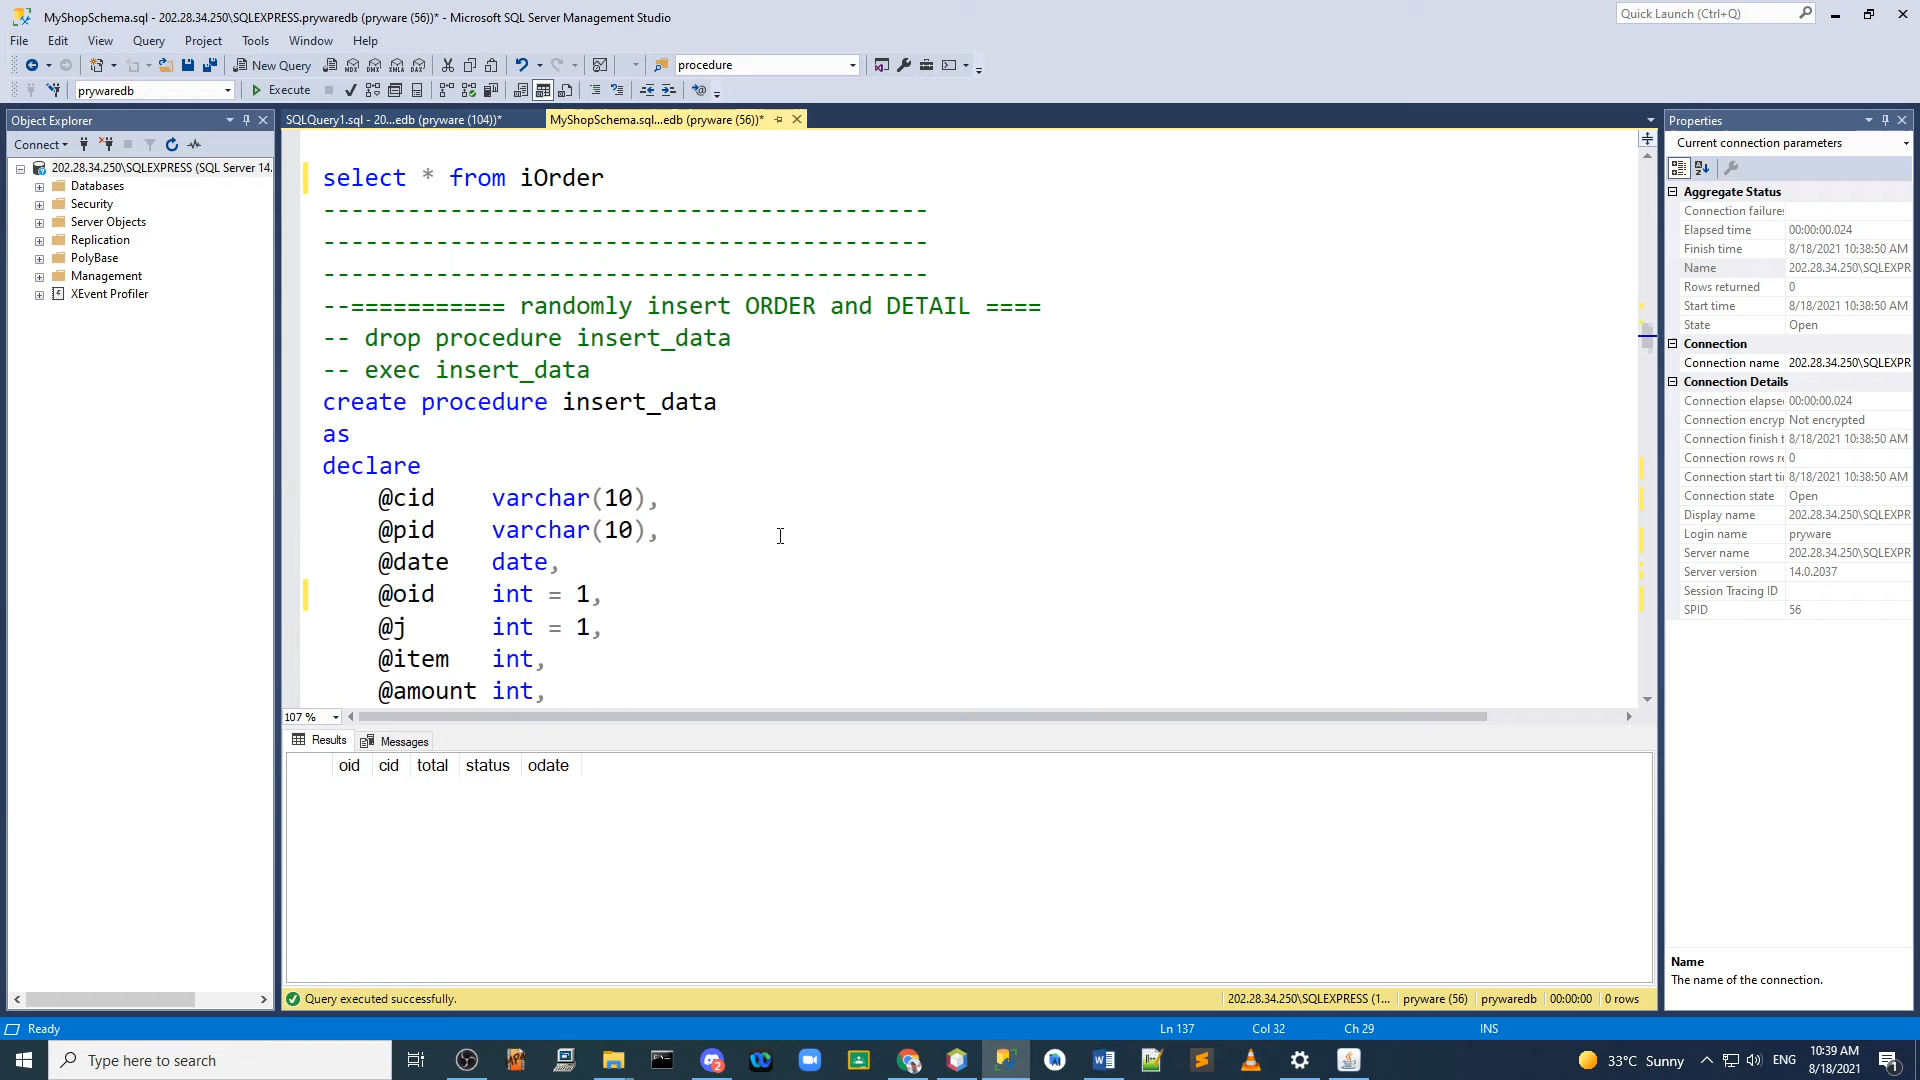 MyShopSchema.sql - 202.28.34.250\SQLEXPRESS.prywaredb (pryware (56))* - Microsoft SQL Server Management Studio
Quick Launch (Ctrl+Q)
File Edit View Query Project Tools Window Help
New Query
procedure
prywaredb
Execute
Object Explorer
Connect
202.28.34.250\SQLEXPRESS (SQL Server 14.
Databases
Security
Server Objects
Replication
PolyBase
Management
XEvent Profiler
SQLQuery1.sql - 20...edb (pryware (104))*
MyShopSchema.sql...edb (pryware (56))*
select * from iOrder
-------------------------------------------
-------------------------------------------
-------------------------------------------
--=========== randomly insert ORDER and DETAIL ====
-- drop procedure insert_data
-- exec insert_data
create procedure insert_data
as
declare
@cid varchar(10),
@pid varchar(10),
@date date,
@oid int = 1,
@j int = 1,
@item int,
@amount int,
107 %
Results Messages
oid cid total status odate
Query executed successfully.
202.28.34.250\SQLEXPRESS (1... pryware (56) prywaredb 00:00:00 0 rows
Properties
Current connection parameters
Aggregate Status
Connection failures
Elapsed time 00:00:00.024
Finish time 8/18/2021 10:38:50 AM
Name 202.28.34.250\SQLEXPR
Rows returned 0
Start time 8/18/2021 10:38:50 AM
State Open
Connection
Connection name 202.28.34.250\SQLEXPR
Connection Details
Connection elapse 00:00:00.024
Connection encryp Not encrypted
Connection finish t 8/18/2021 10:38:50 AM
Connection rows re 0
Connection start ti 8/18/2021 10:38:50 AM
Connection state Open
Display name 202.28.34.250\SQLEXPR
Login name pryware
Server name 202.28.34.250\SQLEXPR
Server version 14.0.2037
Session Tracing ID
SPID 56
Name
The name of the connection.
Ready
Ln 137 Col 32 Ch 29 INS
Type here to search
33°C Sunny
ENG
10:39 AM
8/18/2021